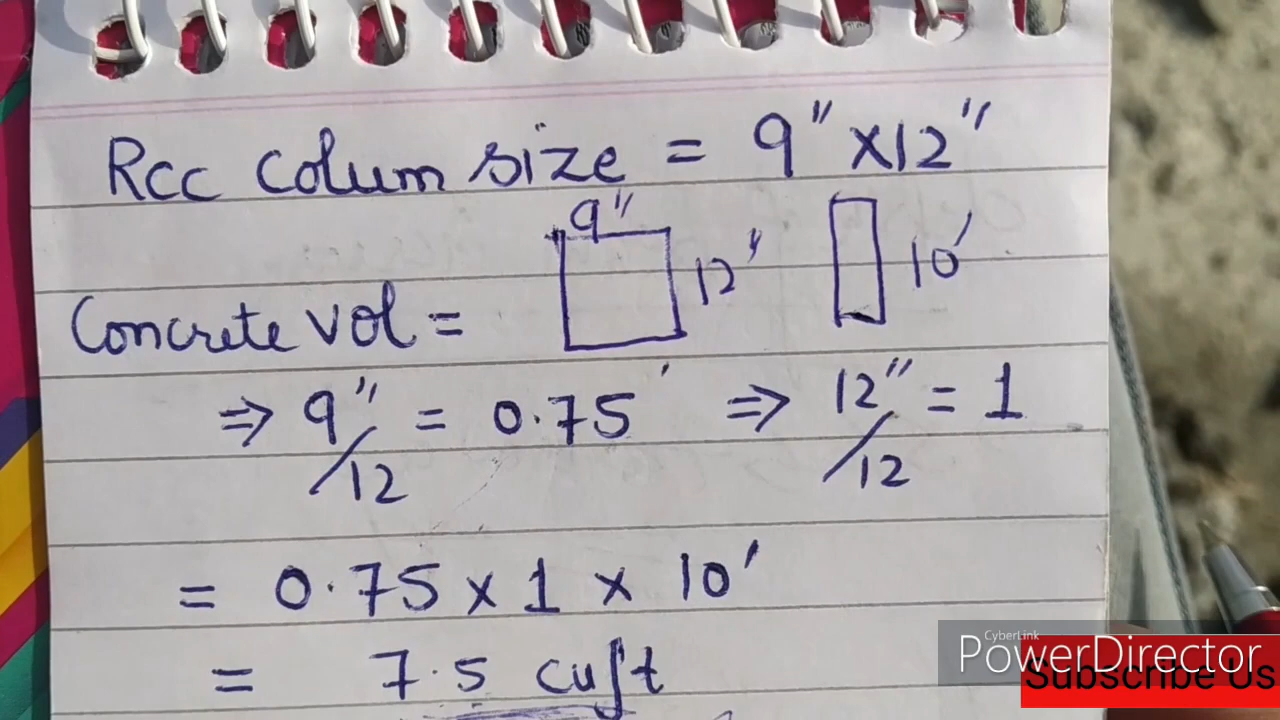 Rcc Colum size = 9" x12"
9"
12"
10'
Concrete vol =
⇒ 9"/12 = 0.75' ⇒ 12"/12 = 1
= 0.75 x 1 x 10'
= 7.5 cuft
CyberLink
PowerDirector
Subscribe Us